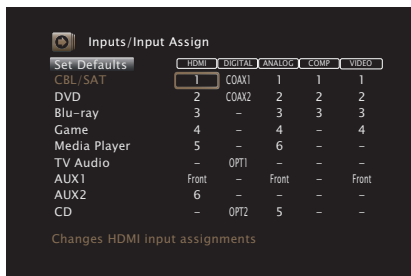 Inputs/Input Assign
Set Defaults HDMI DIGITAL ANALOG COMP VIDEO
CBL/SAT 1 COAX1 1 1 1
DVD 2 COAX2 2 2 2
Blu-ray 3 – 3 3 3
Game 4 – 4 – 4
Media Player 5 – 6 – –
TV Audio – OPT1 – – –
AUX1 Front – Front – Front
AUX2 6 – – – –
CD – OPT2 5 – –
Changes HDMI input assignments